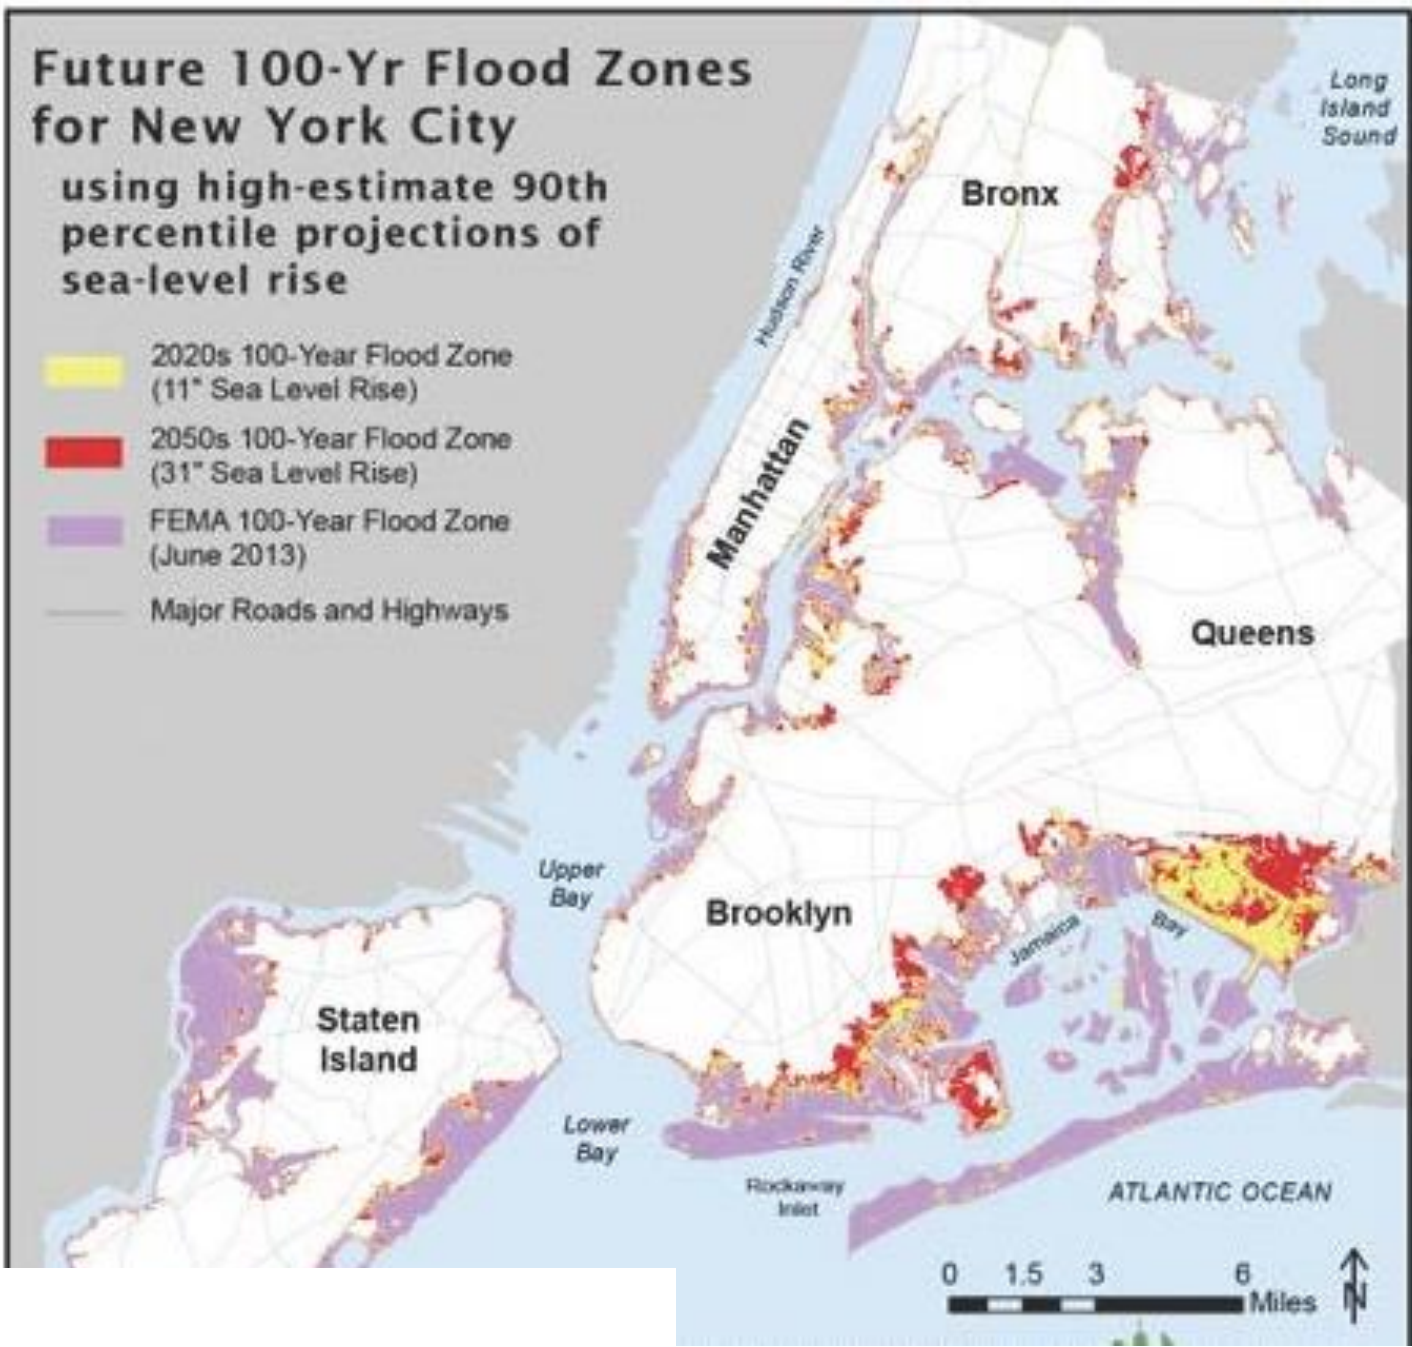 Future 100-Yr Flood Zones
for New York City
using high-estimate 90th
percentile projections of
sea-level rise
2020s 100-Year Flood Zone
(11" Sea Level Rise)
2050s 100-Year Flood Zone
(31" Sea Level Rise)
FEMA 100-Year Flood Zone
(June 2013)
Major Roads and Highways
Long
Island
Sound
Bronx
Hudson River
Manhattan
Queens
Upper
Bay
Brooklyn
Jamaica
Bay
Staten
Island
Lower
Bay
Rockaway
Inlet
ATLANTIC OCEAN
0 1.5 3 6
Miles
N